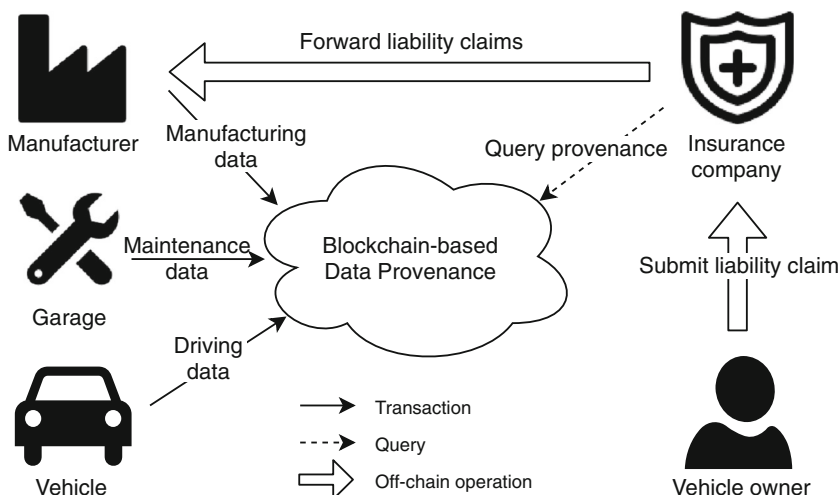 Forward liability claims
Manufacturer
Manufacturing
data
Query provenance
Insurance
company
Blockchain-based
Data Provenance
Maintenance
data
Garage
Submit liability claim
Driving
data
Vehicle
Transaction
Query
Off-chain operation
Vehicle owner